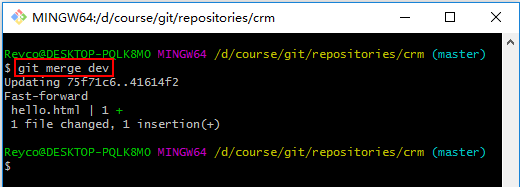 MINGW64:/d/course/git/repositories/crm
Reyco@DESKTOP-PQLK8MO MINGW64 /d/course/git/repositories/crm (master)
$ git merge dev
Updating 75f71c6..41614f2
Fast-forward
 hello.html | 1 +
 1 file changed, 1 insertion(+)
Reyco@DESKTOP-PQLK8MO MINGW64 /d/course/git/repositories/crm (master)
$